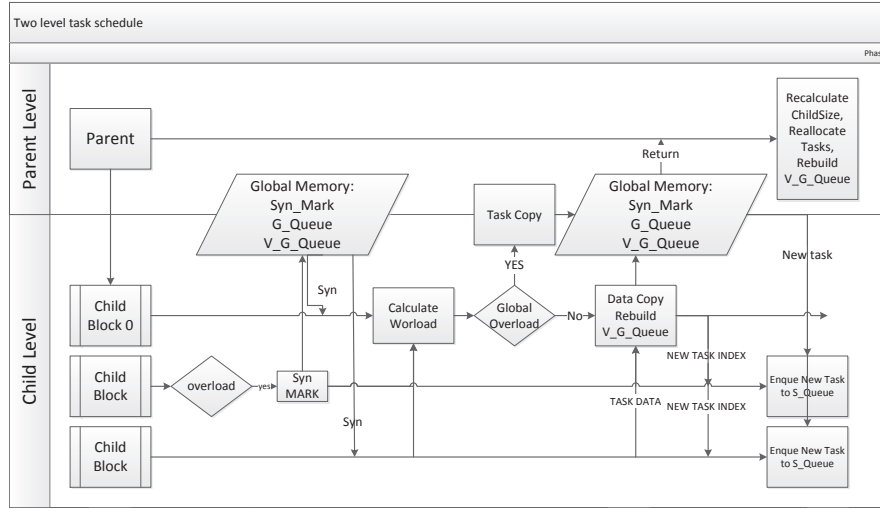 Two level task schedule
Phas
Parent Level
Parent
Recalculate
ChildSize,
Reallocate
Tasks,
Rebuild
V_G_Queue
Return
Global Memory:
Syn_Mark
G_Queue
V_G_Queue
Task Copy
Global Memory:
Syn_Mark
G_Queue
V_G_Queue
Child Level
YES
New task
Syn
Child
Block 0
Calculate
Worload
Global
Overload
No
Data Copy
Rebuild
V_G_Queue
NEW TASK INDEX
Child
Block
overload
yes
Syn
MARK
Enque New Task
to S_Queue
TASK DATA
NEW TASK INDEX
Syn
Child
Block
Enque New Task
to S_Queue